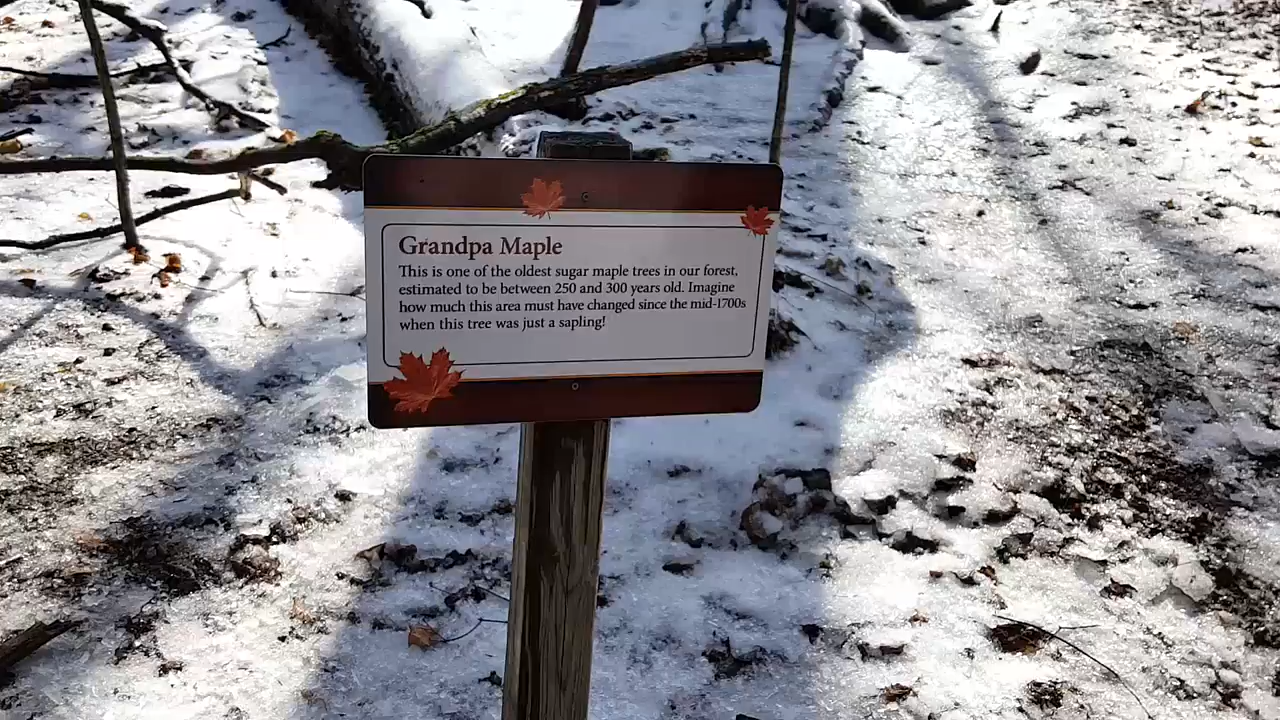 Grandpa Maple
This is one of the oldest sugar maple trees in our forest,
estimated to be between 250 and 300 years old. Imagine
how much this area must have changed since the mid-1700s
when this tree was just a sapling!